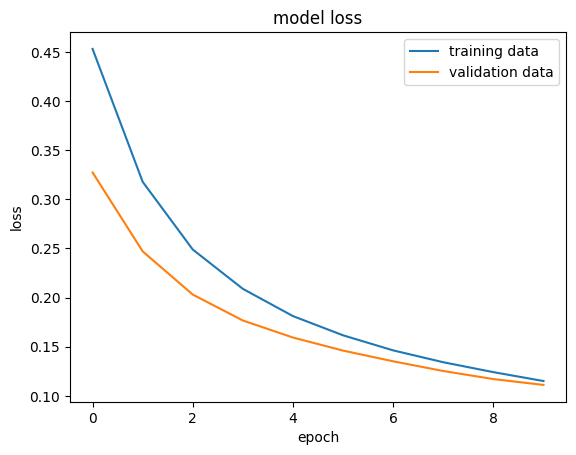 model loss
training data
validation data
0.45
0.40
0.35
0.30
0.25
0.20
0.15
0.10
loss
0 2 4 6 8
epoch